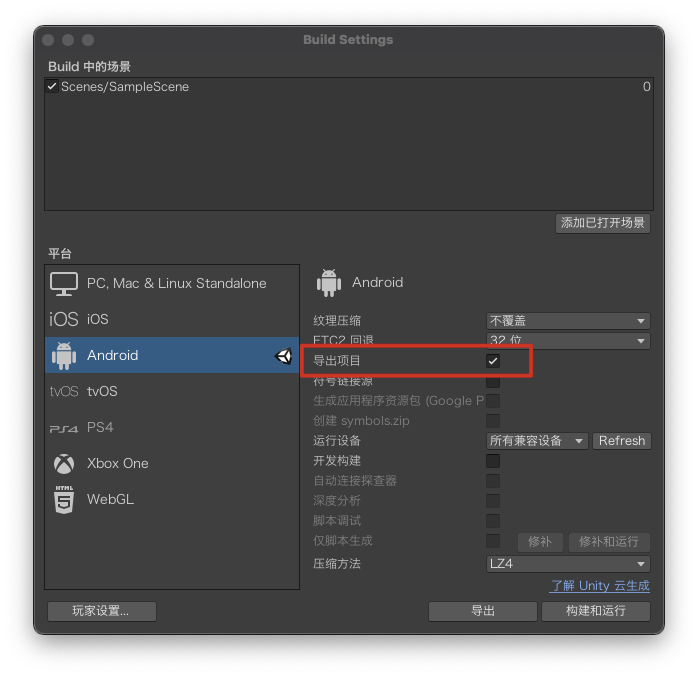 Build Settings
Build 中的场景
Scenes/SampleScene 0
添加已打开场景
平台
PC, Mac & Linux Standalone
iOS iOS
Android
tvOS tvOS
PS4 PS4
Xbox One
HTML 5 WebGL
Android
纹理压缩 不覆盖
ETC2 回退 32 位
导出项目
符号链接源
生成应用程序资源包 (Google P
创建 symbols.zip
运行设备 所有兼容设备 Refresh
开发构建
自动连接探查器
深度分析
脚本调试
仅脚本生成 修补 修补和运行
压缩方法 LZ4
了解 Unity 云生成
玩家设置... 导出 构建和运行